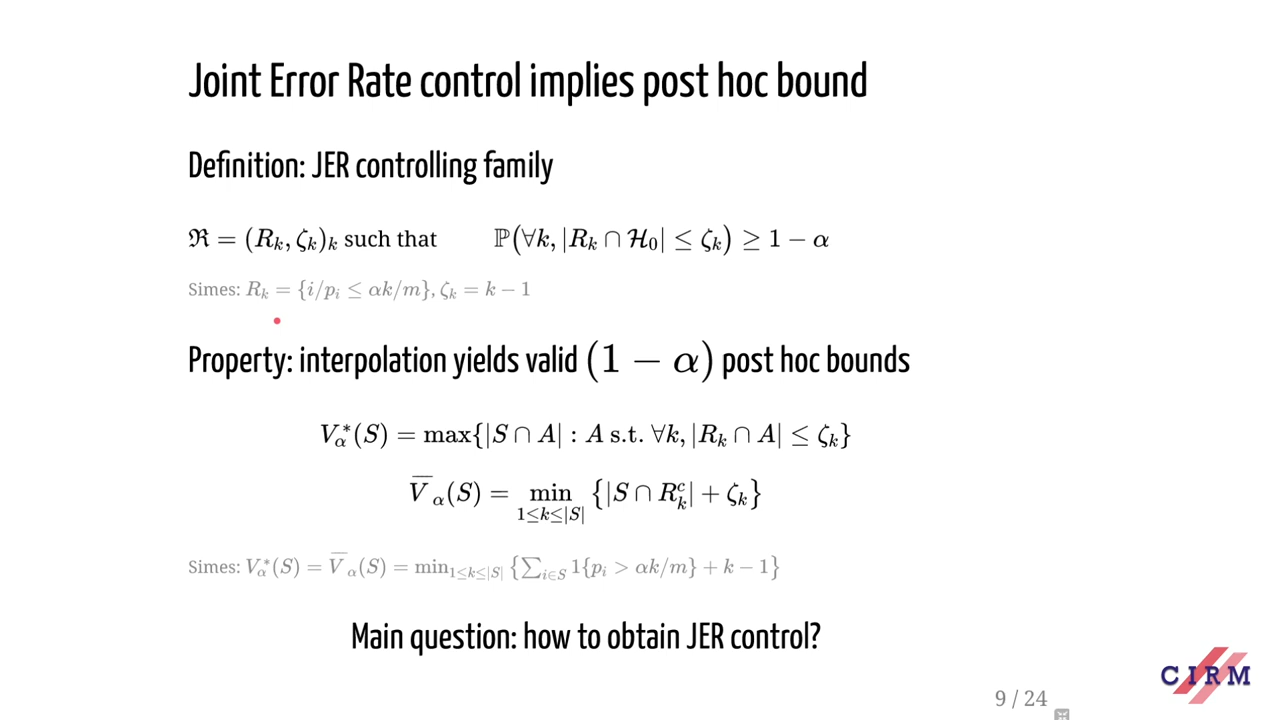 Joint Error Rate control implies post hoc bound
Definition: JER controlling family
ℜ = (R_k, ζ_k)_k such that ℙ(∀k, |R_k ∩ ℋ_0| ≤ ζ_k) ≥ 1 − α
Simes: R_k = {i/p_i ≤ αk/m}, ζ_k = k − 1
Property: interpolation yields valid (1 − α) post hoc bounds
V_α^*(S) = max{|S ∩ A| : A s.t. ∀k, |R_k ∩ A| ≤ ζ_k}
V̅_α(S) = min_{1≤k≤|S|} {|S ∩ R_k^c| + ζ_k}
Simes: V_α^*(S) = V̅_α(S) = min_{1≤k≤|S|} {∑_{i∈S} 1{p_i > αk/m} + k − 1}
Main question: how to obtain JER control?
CIRM
9 / 24